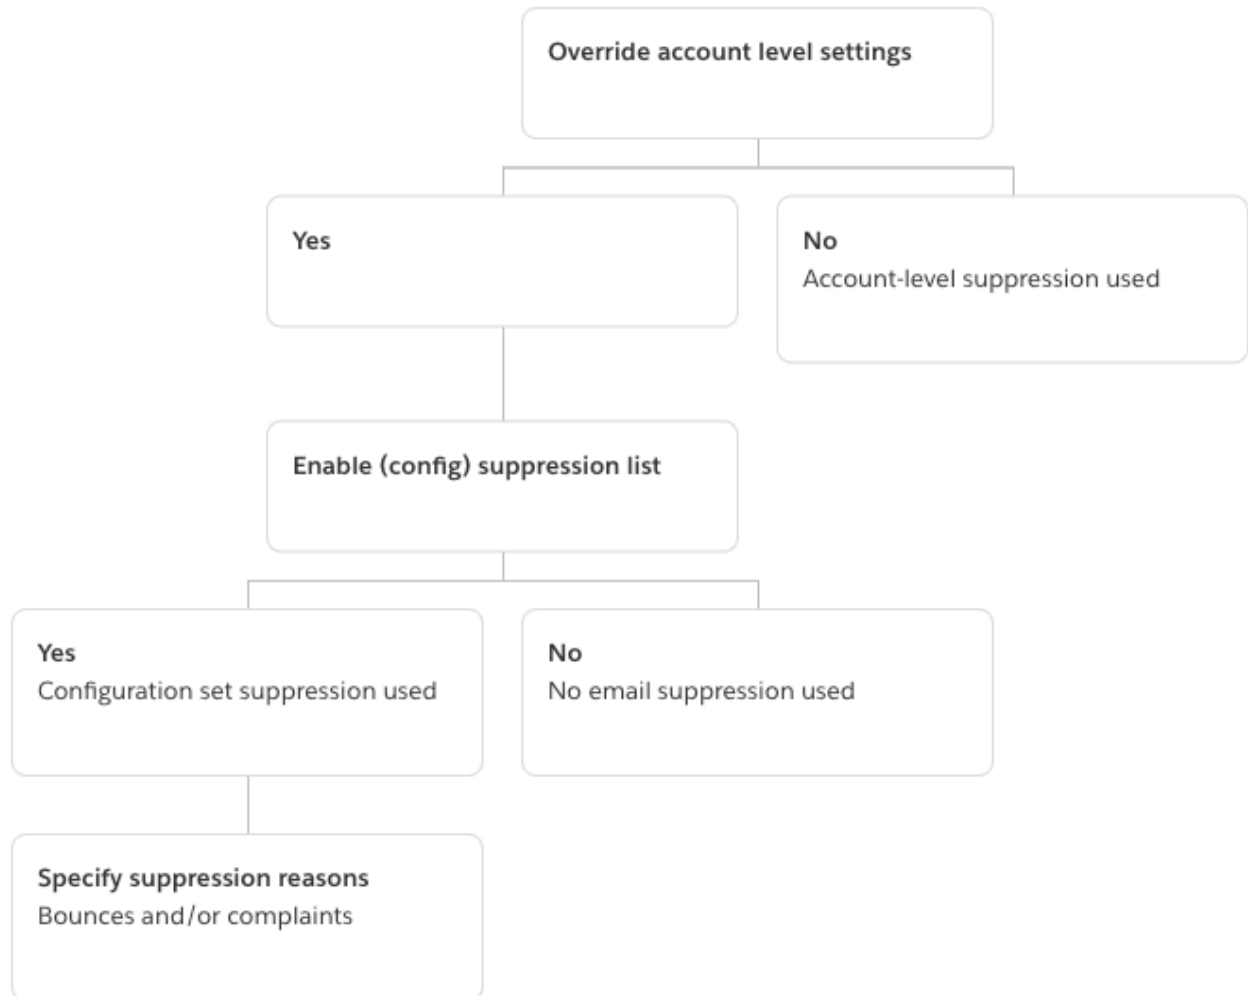 Override account level settings
Yes
No
Account-level suppression used
Enable (config) suppression list
Yes
Configuration set suppression used
No
No email suppression used
Specify suppression reasons
Bounces and/or complaints